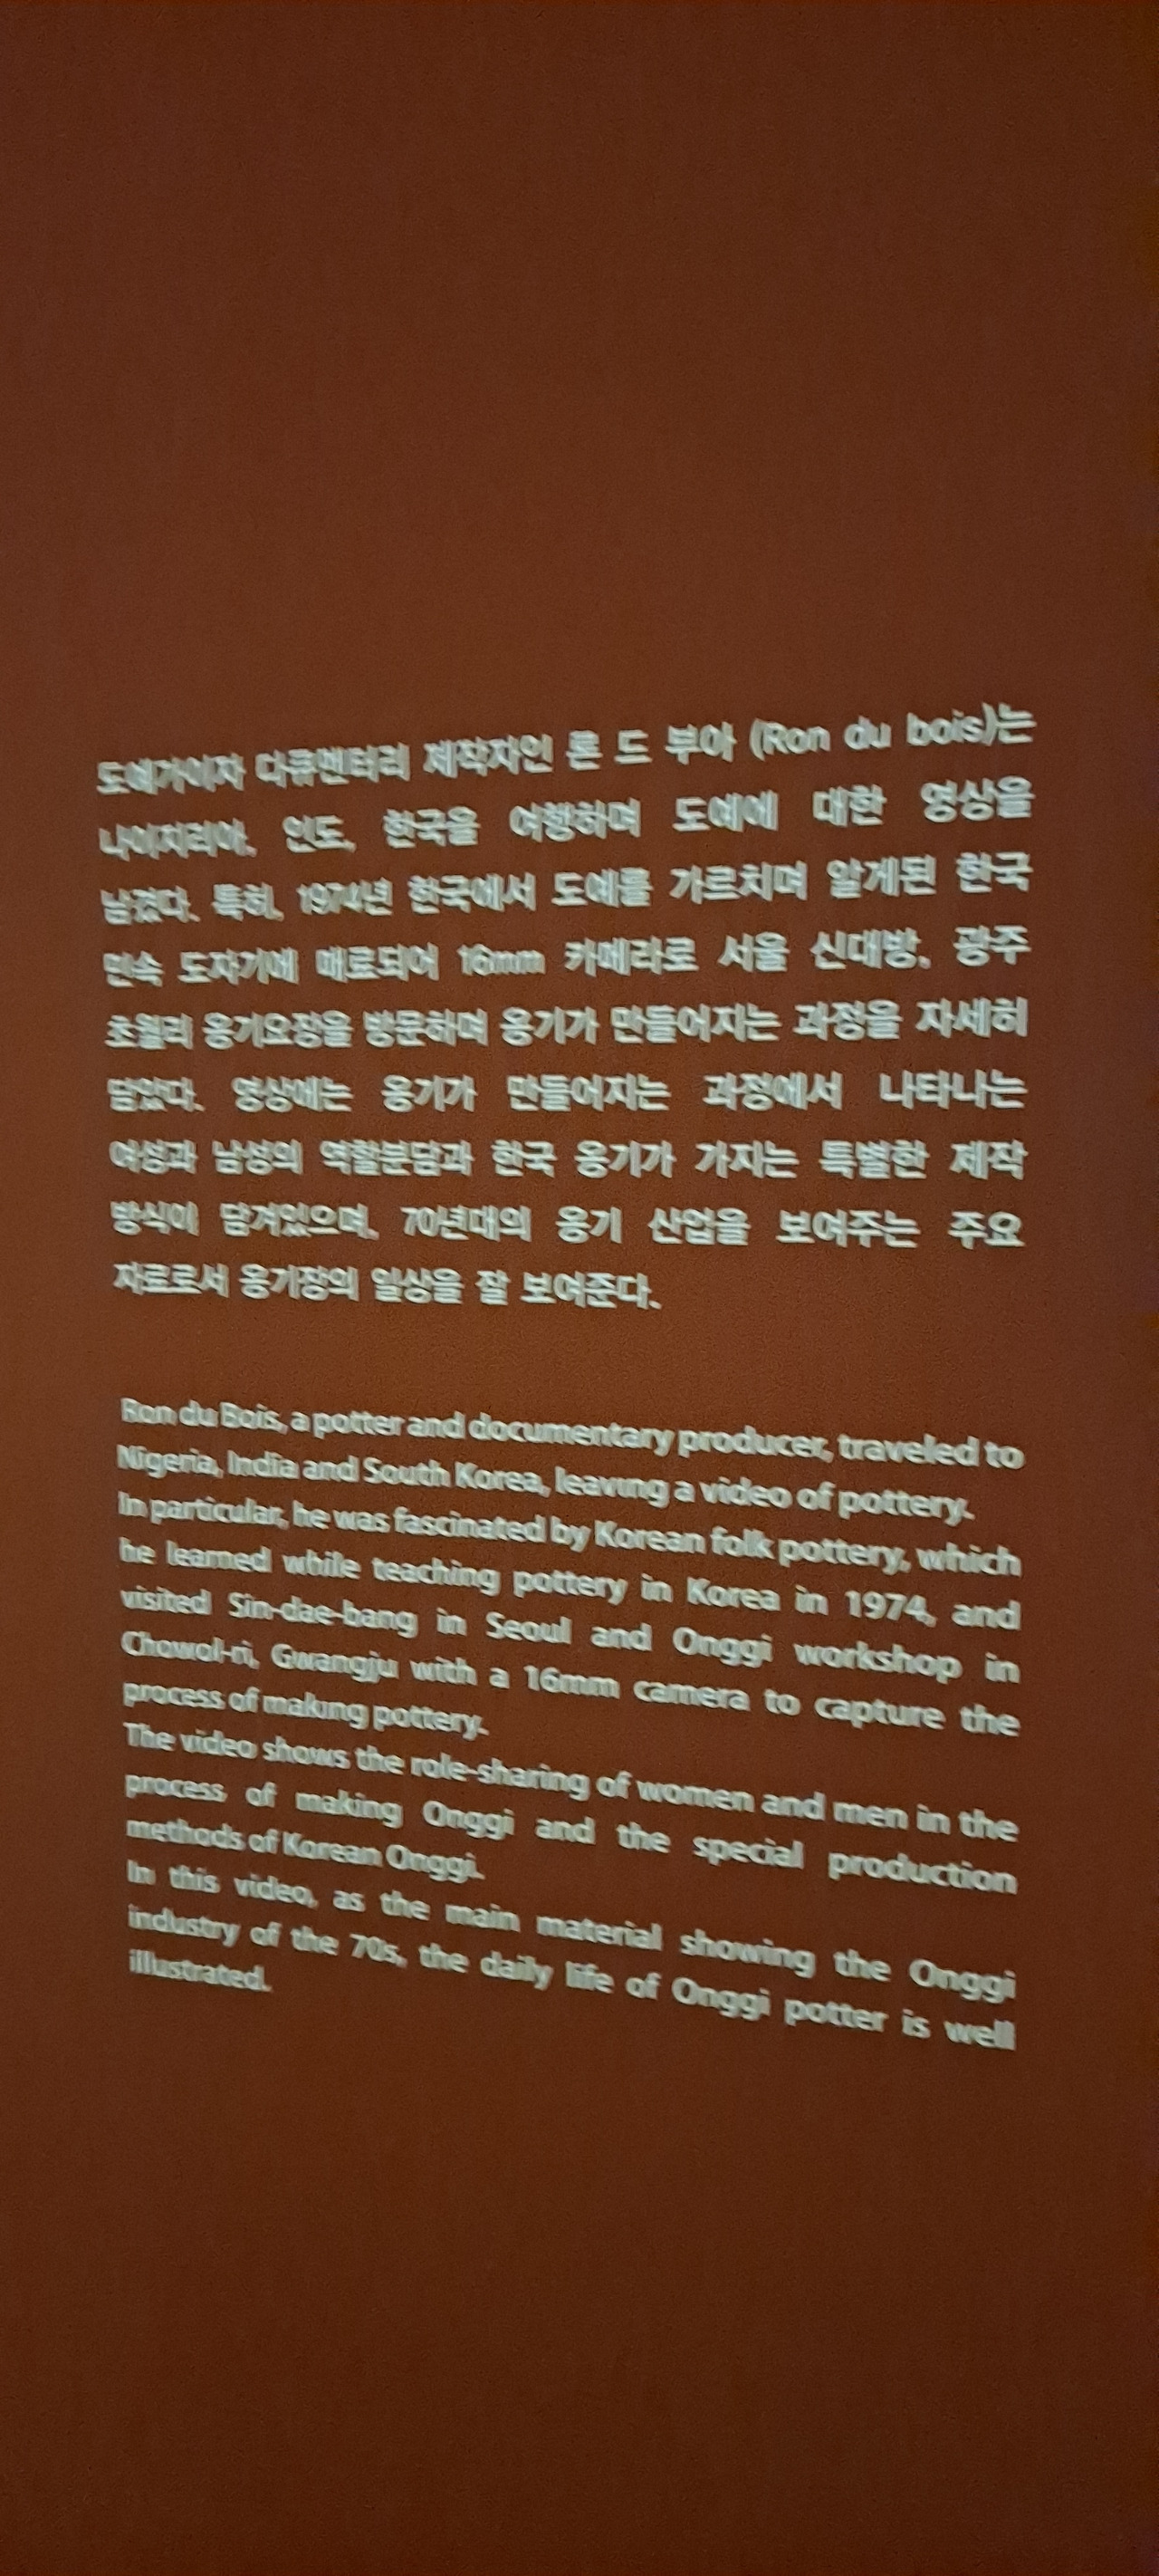 도예가이자 다큐멘터리 제작자인 론 드 부아 (Ron du bois)는
나이지리아, 인도, 한국을 여행하며 도예에 대한 영상을
남겼다. 특히, 1974년 한국에서 도예를 가르치며 알게된 한국
민속 도자기에 매료되어 16mm 카메라로 서울 신대방, 광주
초월리 옹기요장을 방문하며 옹기가 만들어지는 과정을 자세히
담았다. 영상에는 옹기가 만들어지는 과정에서 나타나는
여성과 남성의 역할분담과 한국 옹기가 가지는 특별한 제작
방식이 담겨있으며, 70년대의 옹기 산업을 보여주는 주요
자료로서 옹기장의 일상을 잘 보여준다.
Ron du Bois, a potter and documentary producer, traveled to
Nigeria, India and South Korea, leaving a video of pottery.
In particular, he was fascinated by Korean folk pottery, which
he learned while teaching pottery in Korea in 1974, and
visited Sin-dae-bang in Seoul and Onggi workshop in
Chowol-ri, Gwangju with a 16mm camera to capture the
process of making pottery.
The video shows the role-sharing of women and men in the
process of making Onggi and the special production
methods of Korean Onggi.
In this video, as the main material showing the Onggi
industry of the 70s, the daily life of Onggi potter is well
illustrated.